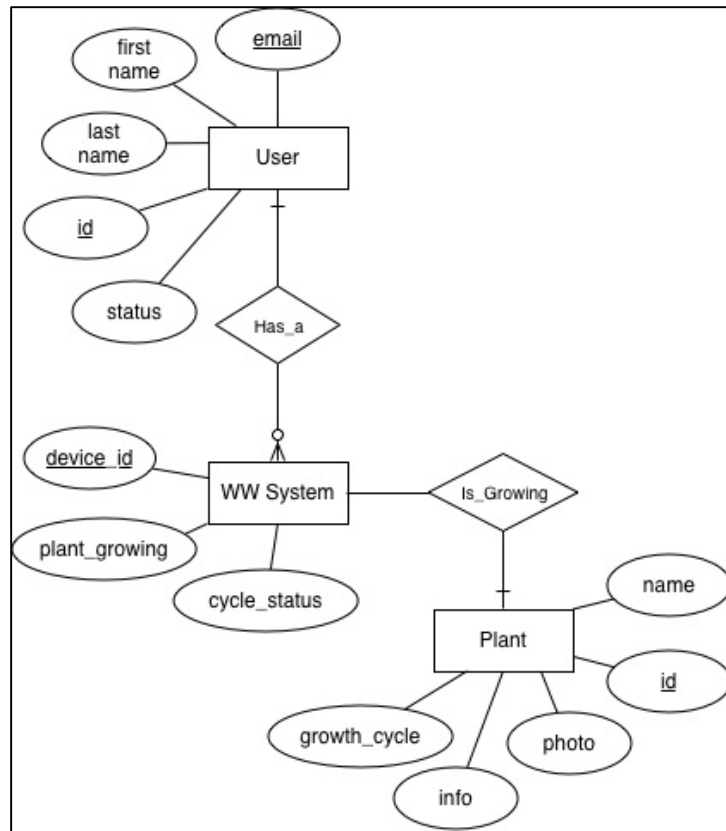 email
first
name
last
name
User
id
status
Has_a
device_id
WW System
Is_Growing
plant_growing
cycle_status
name
Plant
id
growth_cycle
photo
info